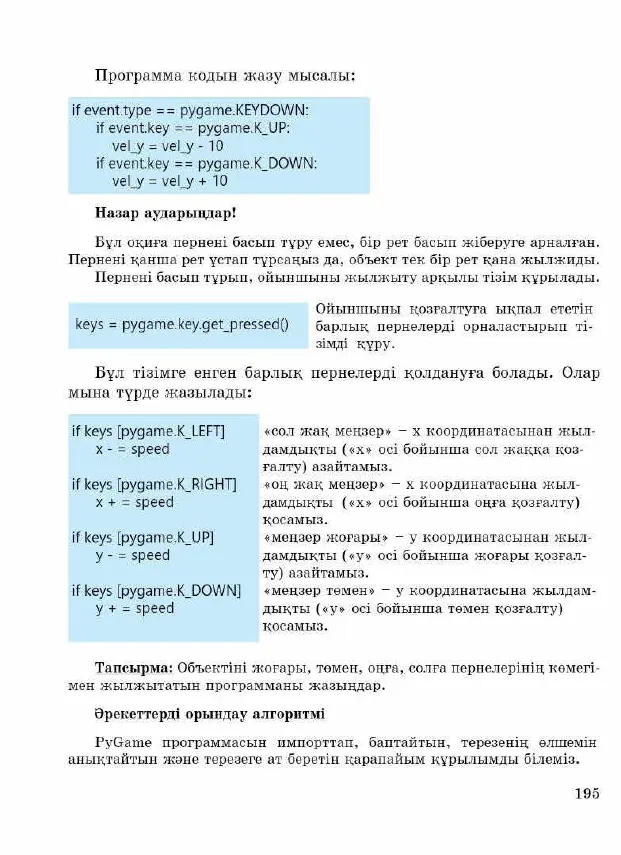 Программа кодын жазу мысалы:
if event.type == pygame.KEYDOWN:
if event.key == pygame.K_UP:
vel_y = vel_y - 10
if event.key == pygame.K_DOWN:
vel_y = vel_y + 10
Назар аударыңдар!
Бұл оқиға пернені басып тұру емес, бір рет басып жіберуге арналған.
Пернені қанша рет ұстап тұрсаңыз да, объект тек бір рет қана жылжиды.
Пернені басып тұрып, ойыншыны жылжыту арқылы тізім құрылады.
keys = pygame.key.get_pressed()
Ойыншыны қозғалтуға ықпал ететін
барлық пернелерді орналастырып ті-
зімді құру.
Бұл тізімге енген барлық пернелерді қолдануға болады. Олар
мына түрде жазылады:
if keys [pygame.K_LEFT]
x - = speed
«сол жақ меңзер» – х координатасынан жыл-
дамдықты («х» осі бойынша сол жаққа қоз-
ғалту) азайтамыз.
if keys [pygame.K_RIGHT]
x + = speed
«оң жақ меңзер» – х координатасына жыл-
дамдықты («х» осі бойынша оңға қозғалту)
қосамыз.
if keys [pygame.K_UP]
y - = speed
«меңзер жоғары» – у координатасынан жыл-
дамдықты («у» осі бойынша жоғары қозғал-
ту) азайтамыз.
if keys [pygame.K_DOWN]
y + = speed
«меңзер төмен» – у координатасына жылдам-
дықты («у» осі бойынша төмен қозғалту)
қосамыз.
Тапсырма: Объектіні жоғары, төмен, оңға, солға пернелерінің көмегі-
мен жылжытатын программаны жазыңдар.
Әрекеттерді орындау алгоритмі
PyGame программасын импорттап, баптайтын, терезенің өлшемін
анықтайтын және терезеге ат беретін қарапайым құрылымды білеміз.
195